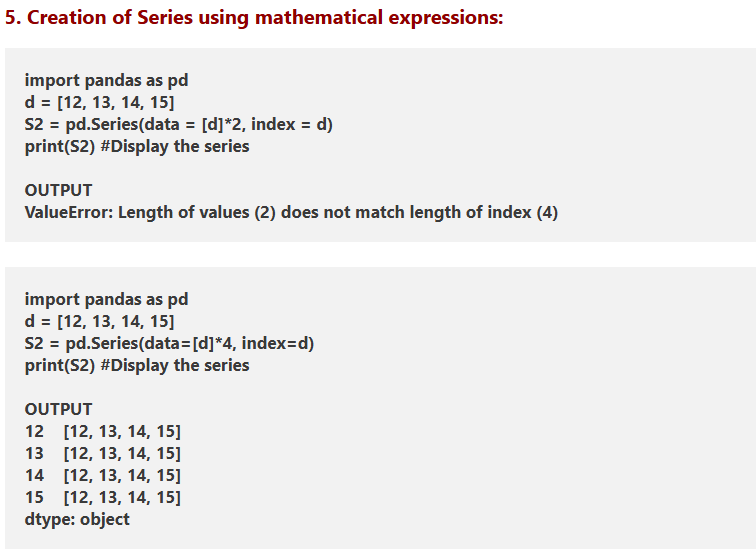 5. Creation of Series using mathematical expressions:
import pandas as pd
d = [12, 13, 14, 15]
S2 = pd.Series(data = [d]*2, index = d)
print(S2) #Display the series
OUTPUT
ValueError: Length of values (2) does not match length of index (4)
import pandas as pd
d = [12, 13, 14, 15]
S2 = pd.Series(data=[d]*4, index=d)
print(S2) #Display the series
OUTPUT
12 [12, 13, 14, 15]
13 [12, 13, 14, 15]
14 [12, 13, 14, 15]
15 [12, 13, 14, 15]
dtype: object